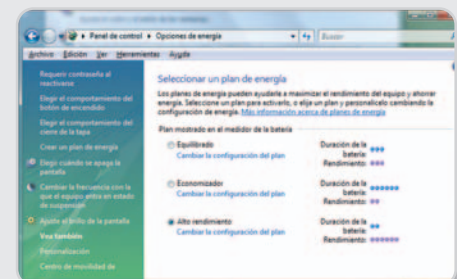 Panel de control ▸ Opciones de energía
Buscar
Archivo Edición Ver Herramientas Ayuda
Requerir contraseña al
reactivarse
Elegir el comportamiento del
botón de encendido
Elegir el comportamiento del
cierre de la tapa
Crear un plan de energía
Elegir cuándo se apaga la
pantalla
Cambiar la frecuencia con la
que el equipo entra en estado
de suspensión
Ajuste el brillo de la pantalla
Vea también
Personalización
Centro de movilidad de
Seleccionar un plan de energía
Los planes de energía pueden ayudarle a maximizar el rendimiento del equipo y ahorrar
energía. Seleccione un plan para activarlo, o elija un plan y personalícelo cambiando la
configuración de energía. Más información acerca de planes de energía
Plan mostrado en el medidor de la batería
Equilibrado
Cambiar la configuración del plan
Duración de la
batería:
Rendimiento:
Economizador
Cambiar la configuración del plan
Duración de la
batería:
Rendimiento:
Alto rendimiento
Cambiar la configuración del plan
Duración de la
batería:
Rendimiento: